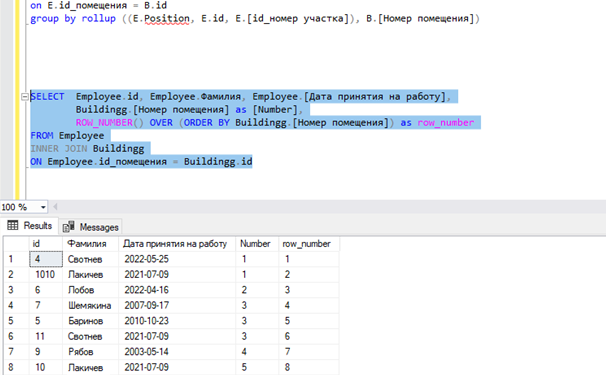 on E.id_помещения = B.id
group by rollup ((E.Position, E.id, E.[id_номер участка]), B.[Номер помещения])
SELECT Employee.id, Employee.Фамилия, Employee.[Дата принятия на работу],
Buildingg.[Номер помещения] as [Number],
ROW_NUMBER() OVER (ORDER BY Buildingg.[Номер помещения]) as row_number
FROM Employee
INNER JOIN Buildingg
ON Employee.id_помещения = Buildingg.id
100 %
Results Messages
id Фамилия Дата принятия на работу Number row_number
1 4 Свотнев 2022-05-25 1 1
2 1010 Лакичев 2021-07-09 1 2
3 6 Лобов 2022-04-16 2 3
4 7 Шемякина 2007-09-17 3 4
5 5 Баринов 2010-10-23 3 5
6 11 Свотнев 2021-07-09 3 6
7 9 Рябов 2003-05-14 4 7
8 10 Лакичев 2021-07-09 5 8